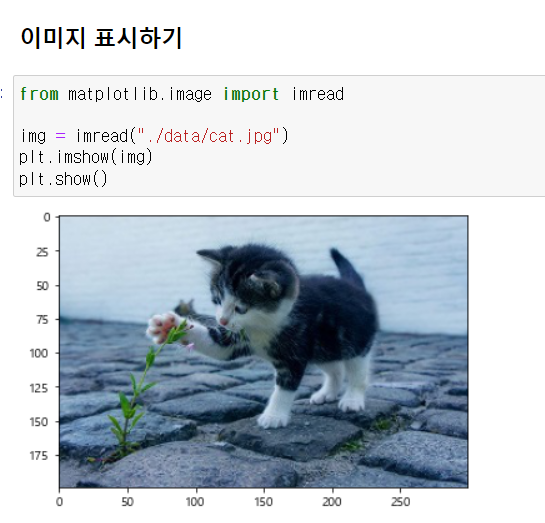 이미지 표시하기
:
from matplotlib.image import imread
img = imread("./data/cat.jpg")
plt.imshow(img)
plt.show()
0
25
50
75
100
125
150
175
0 50 100 150 200 250